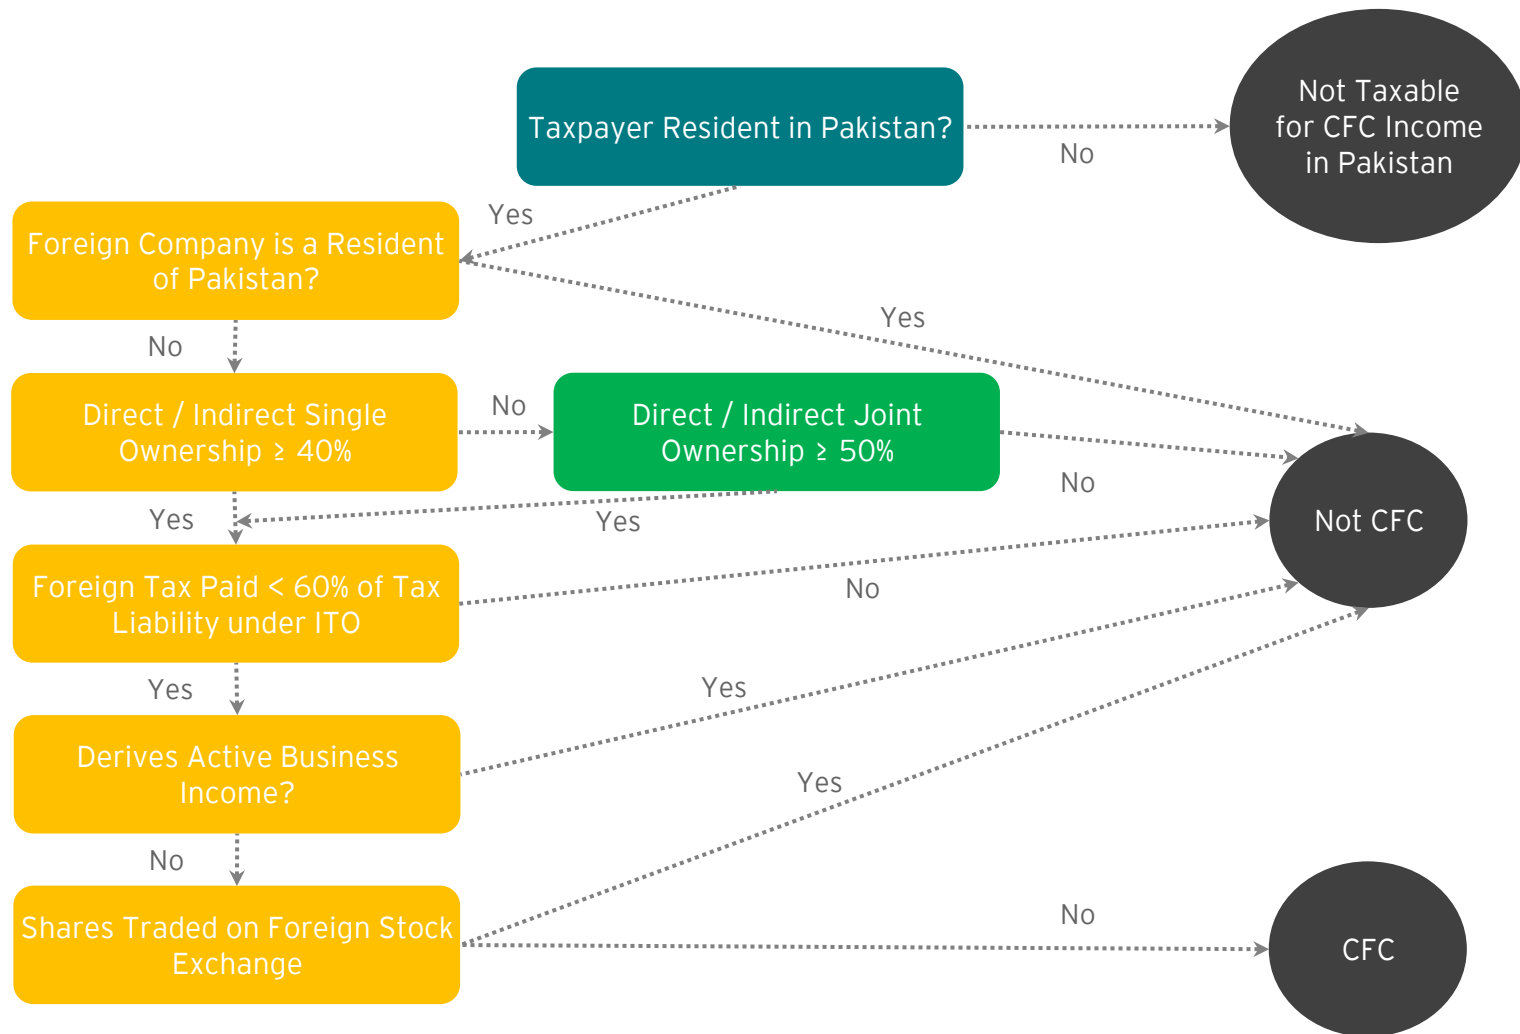 Taxpayer Resident in Pakistan?
No
Not Taxable
for CFC Income
in Pakistan
Yes
Foreign Company is a Resident
of Pakistan?
Yes
No
Direct / Indirect Single
Ownership ≥ 40%
No
Direct / Indirect Joint
Ownership ≥ 50%
No
Yes
Yes
Not CFC
Foreign Tax Paid < 60% of Tax
Liability under ITO
No
Yes
Yes
Derives Active Business
Income?
Yes
No
Shares Traded on Foreign Stock
Exchange
No
CFC